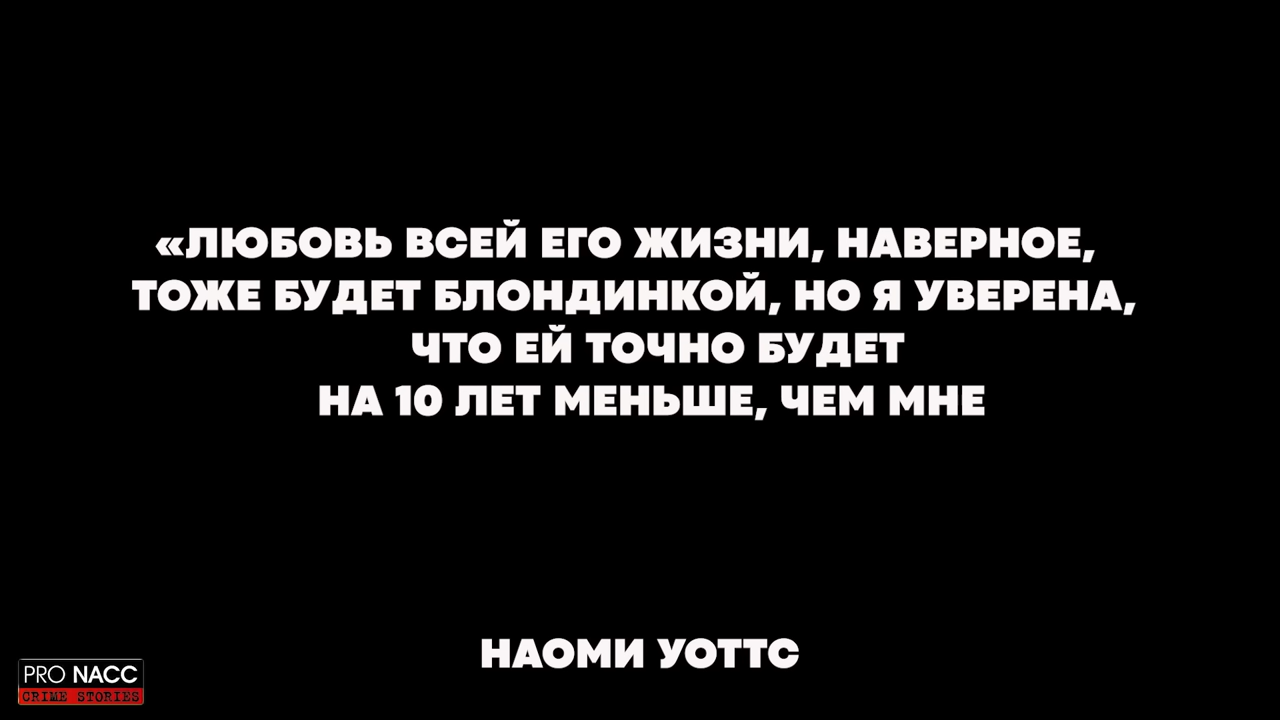 «ЛЮБОВЬ ВСЕЙ ЕГО ЖИЗНИ, НАВЕРНОЕ,
ТОЖЕ БУДЕТ БЛОНДИНКОЙ, НО Я УВЕРЕНА,
ЧТО ЕЙ ТОЧНО БУДЕТ
НА 10 ЛЕТ МЕНЬШЕ, ЧЕМ МНЕ
НАОМИ УОТТС
PRO NACC
CRIME STORIES